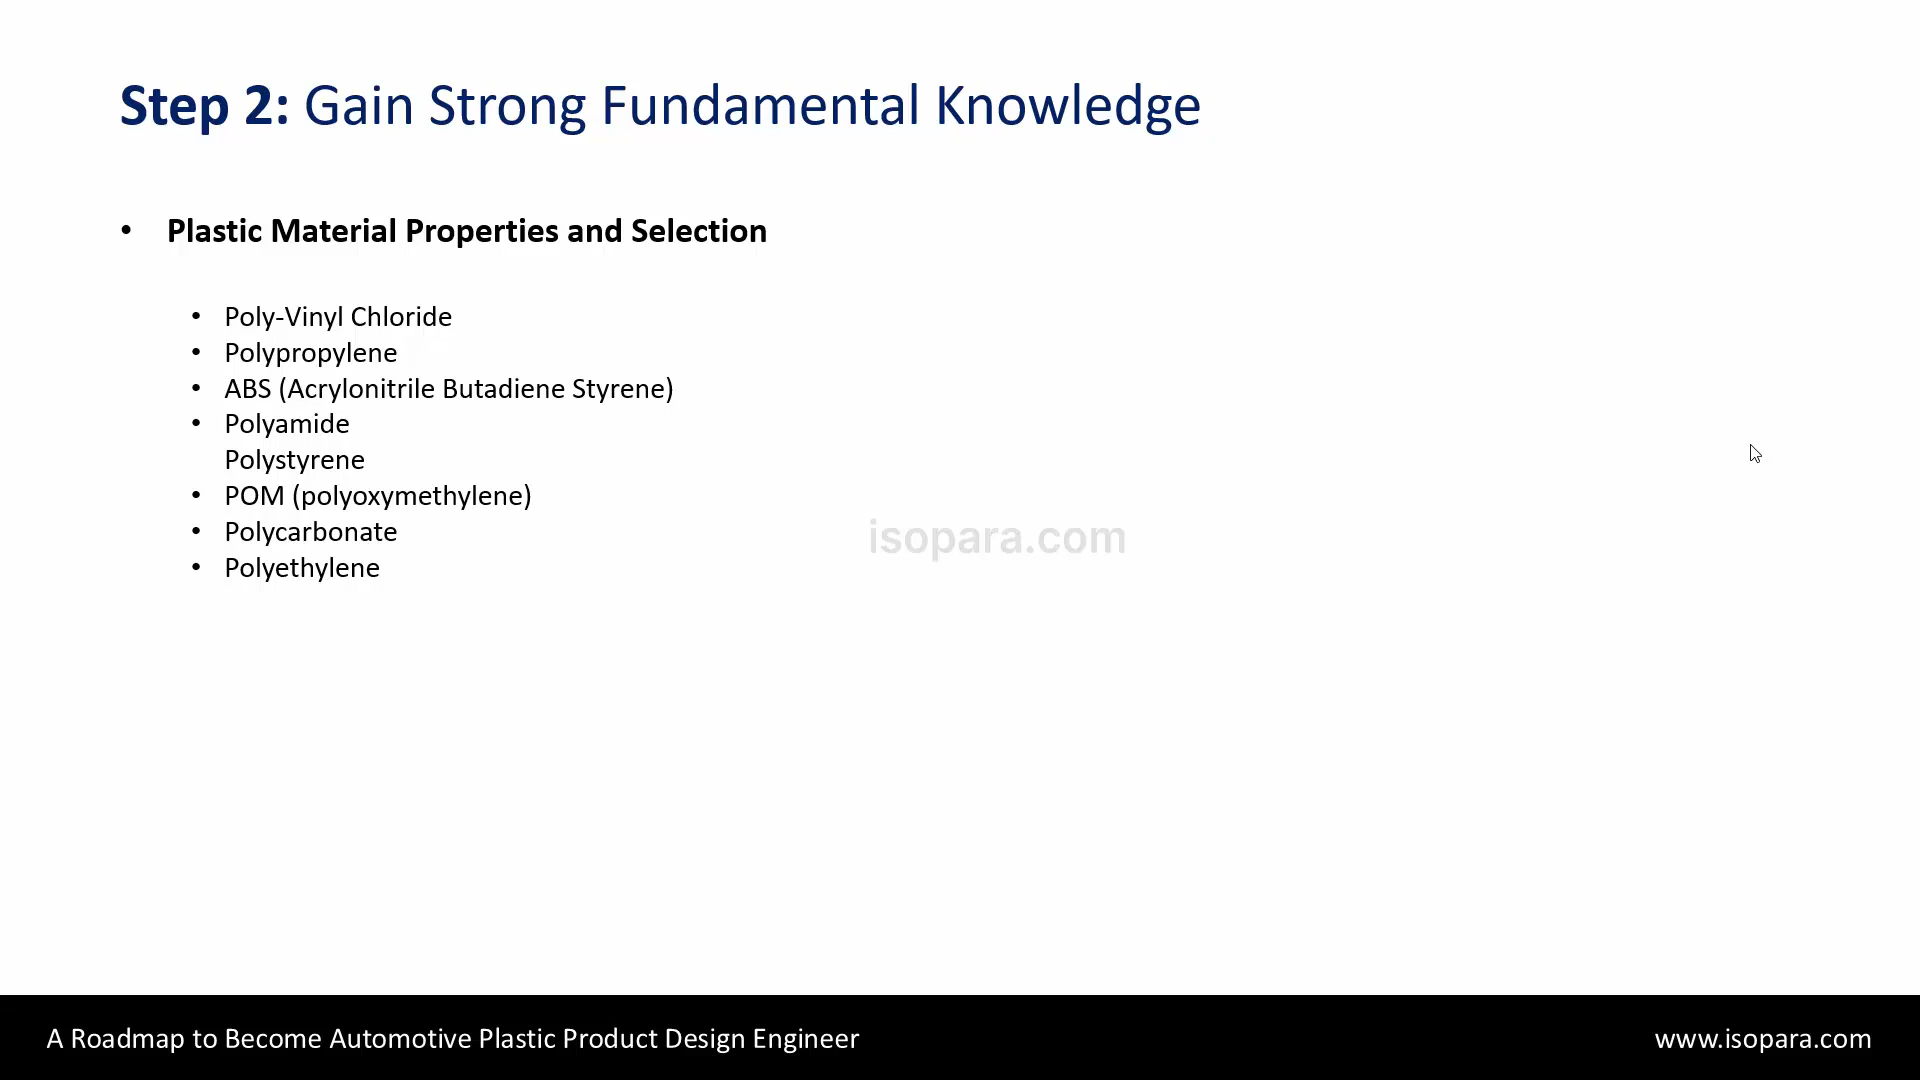 Step 2: Gain Strong Fundamental Knowledge
• Plastic Material Properties and Selection
• Poly-Vinyl Chloride
• Polypropylene
• ABS (Acrylonitrile Butadiene Styrene)
• Polyamide
Polystyrene
• POM (polyoxymethylene)
• Polycarbonate
• Polyethylene
isopara.com
A Roadmap to Become Automotive Plastic Product Design Engineer
www.isopara.com